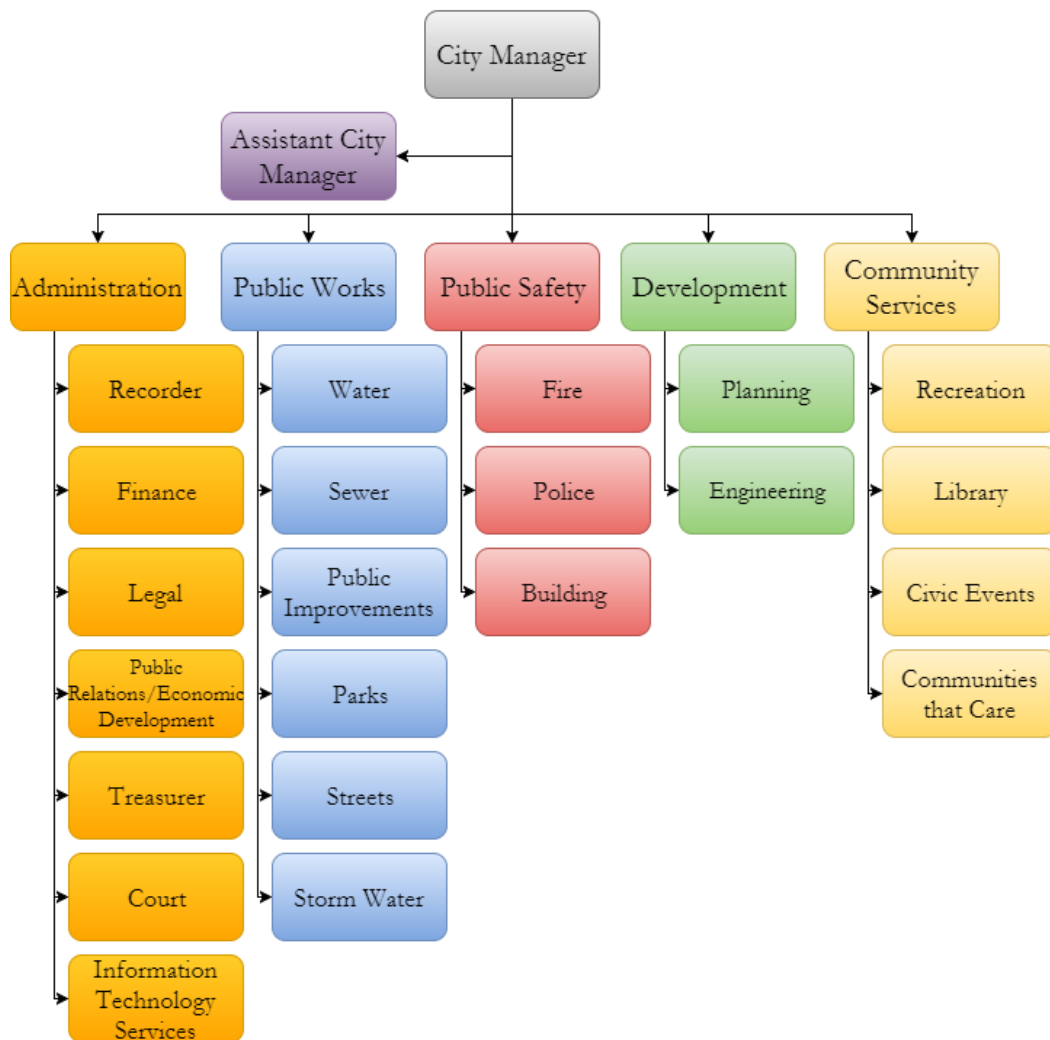 City Manager
Assistant City
Manager
Administration
Public Works
Public Safety
Development
Community
Services
Recorder
Finance
Legal
Public
Relations/Economic
Development
Treasurer
Court
Information
Technology
Services
Water
Sewer
Public
Improvements
Parks
Streets
Storm Water
Fire
Police
Building
Planning
Engineering
Recreation
Library
Civic Events
Communities
that Care